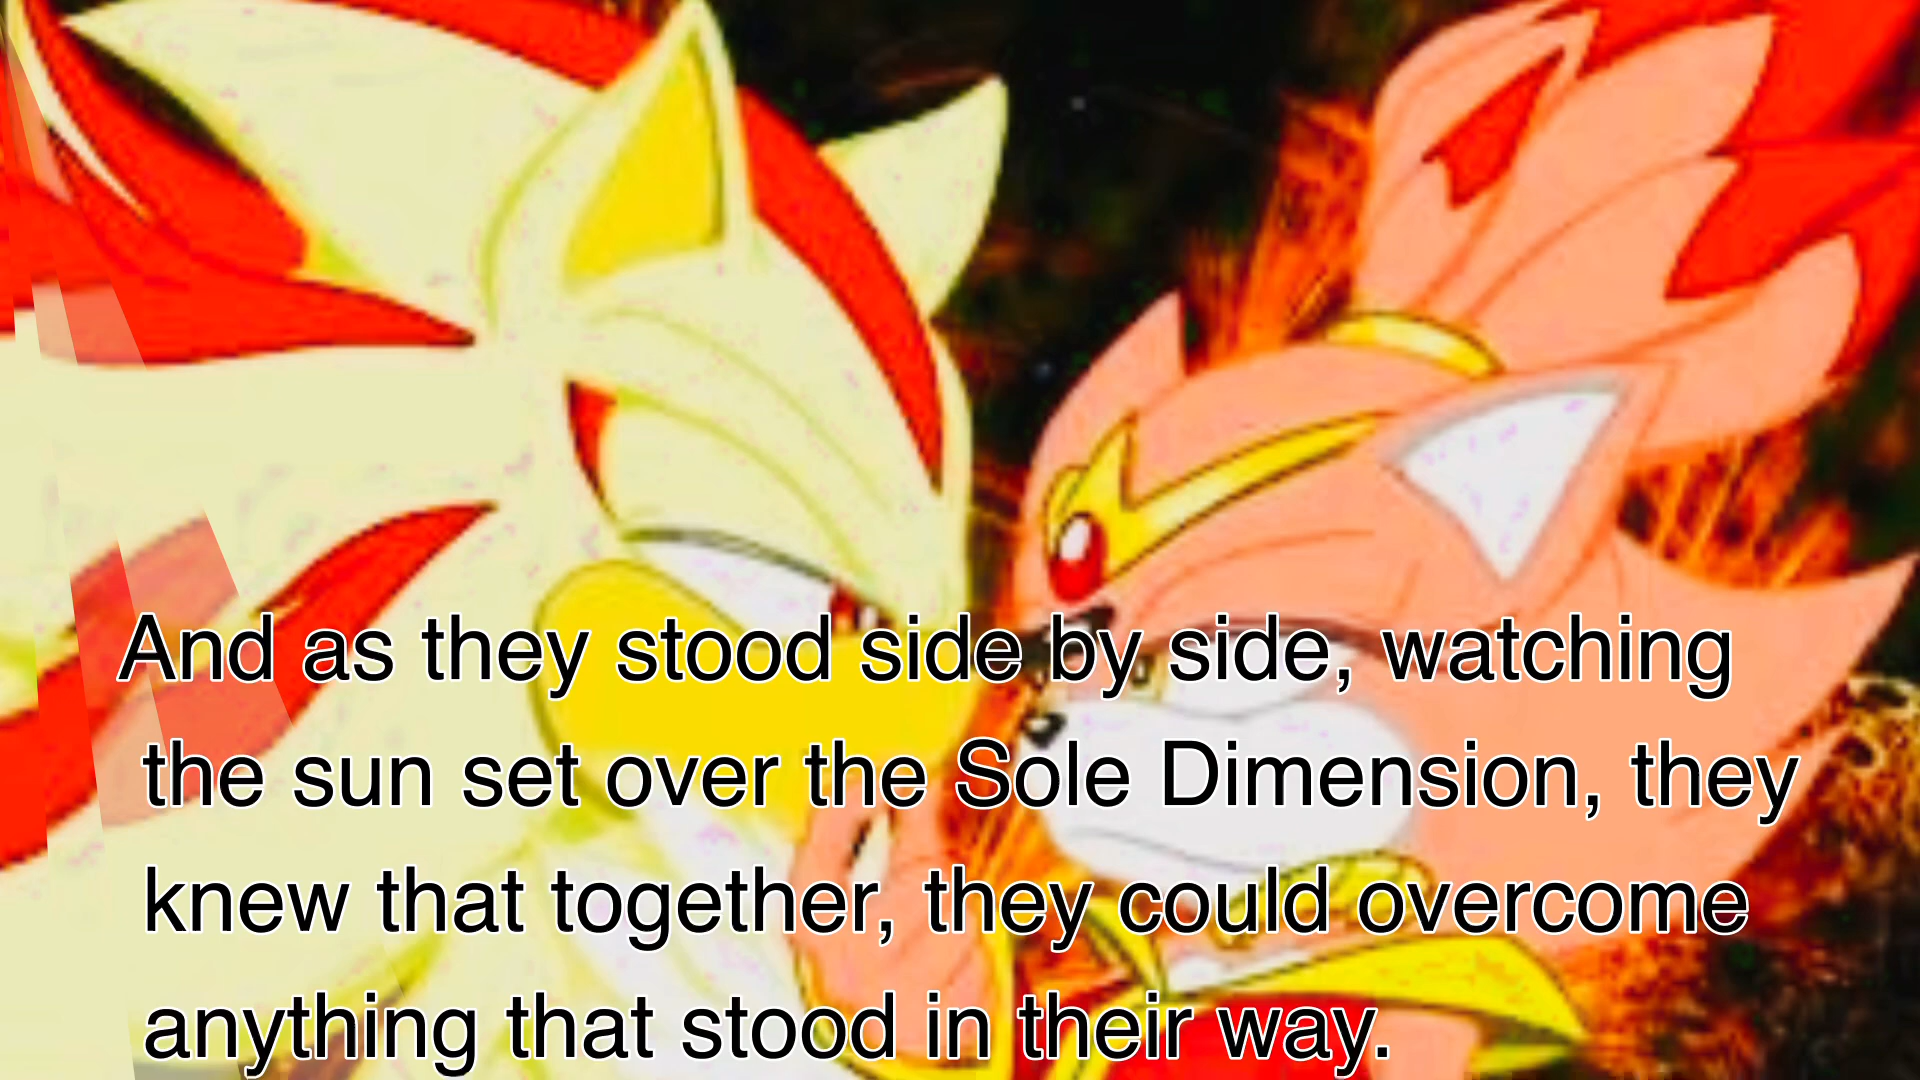 And as they stood side by side, watching
the sun set over the Sole Dimension, they
knew that together, they could overcome
anything that stood in their way.